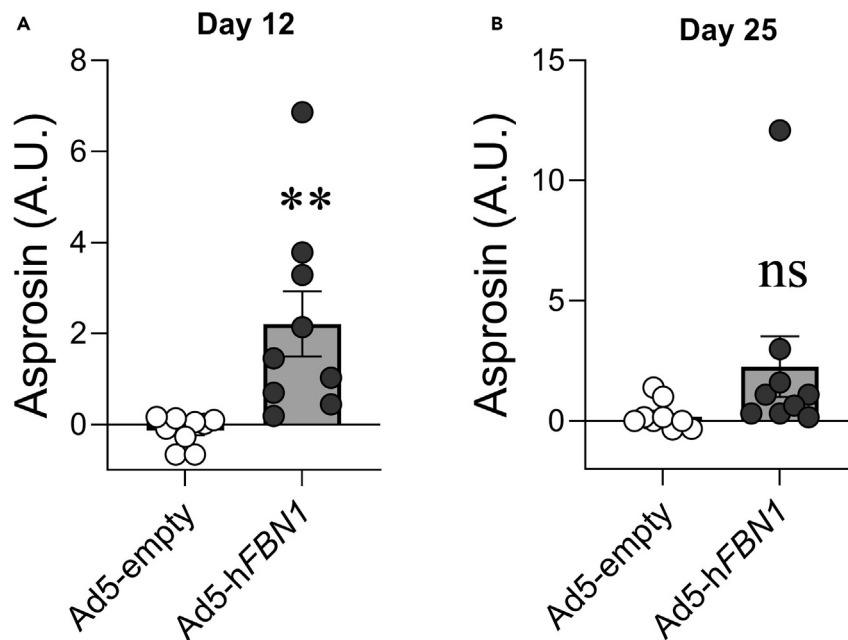 A
Day 12
Asprosin (A.U.)
8
6
4
2
0
**
Ad5-empty
Ad5-hFBN1
B
Day 25
Asprosin (A.U.)
15
10
5
0
ns
Ad5-empty
Ad5-hFBN1